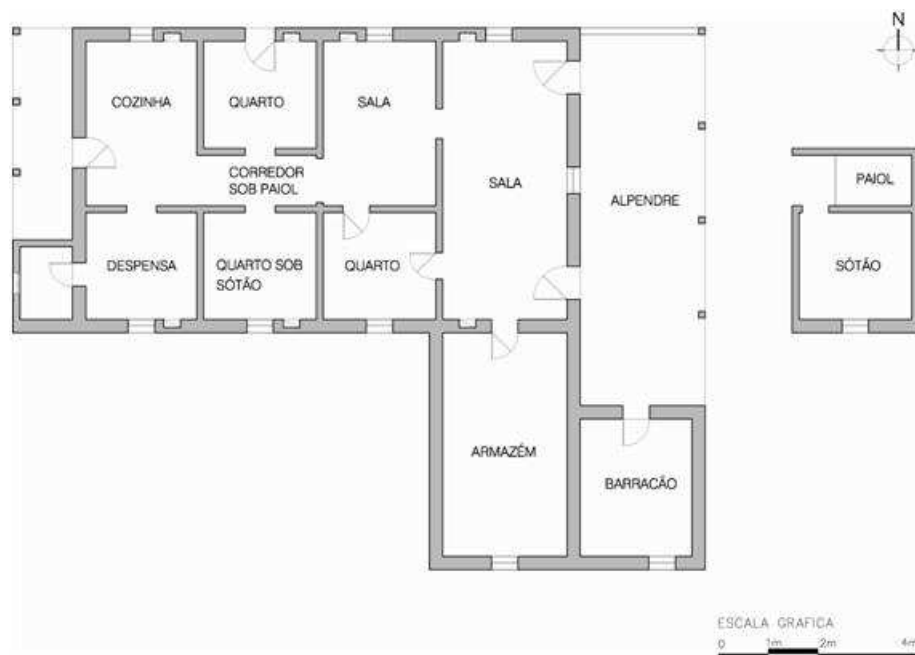 N
COZINHA
QUARTO
SALA
CORREDOR
SOB PAIOL
SALA
ALPENDRE
PAIOL
DESPENSA
QUARTO SOB
SÓTÃO
QUARTO
SÓTÃO
ARMAZÉM
BARRACÃO
ESCALA GRAFICA
0 1m 2m 4m